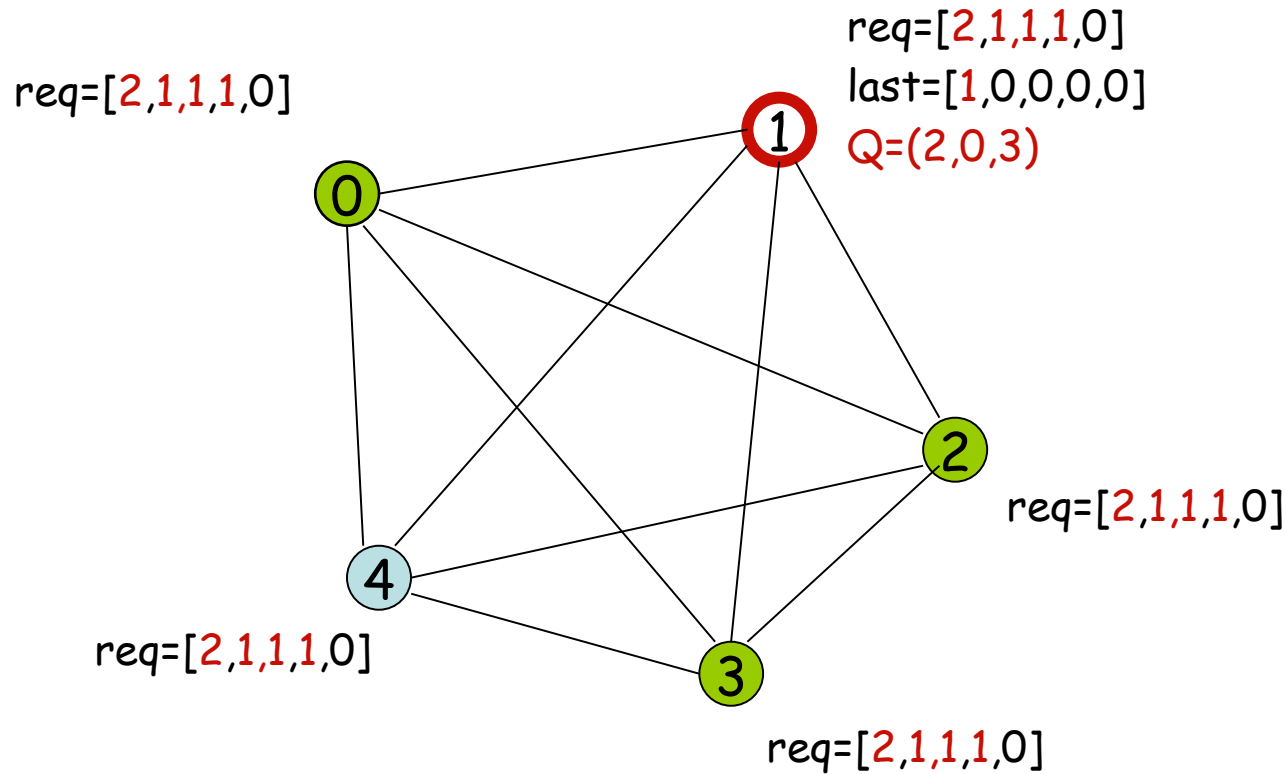 req=[2,1,1,1,0]
last=[1,0,0,0,0]
Q=(2,0,3)
req=[2,1,1,1,0]
1
0
2
req=[2,1,1,1,0]
4
req=[2,1,1,1,0]
3
req=[2,1,1,1,0]